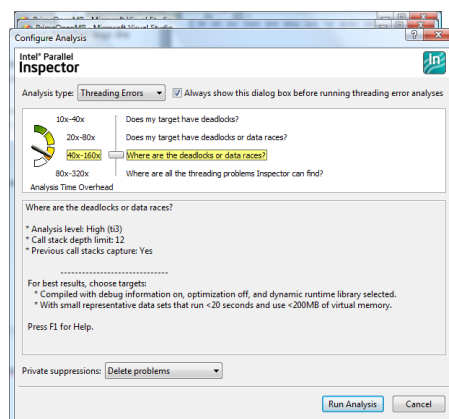 Configure Analysis
Intel® Parallel
Inspector
Analysis type: Threading Errors Always show this dialog box before running threading error analyses
10x-40x Does my target have deadlocks?
20x-80x Does my target have deadlocks or data races?
40x-160x Where are the deadlocks or data races?
80x-320x Where are all the threading problems Inspector can find?
Analysis Time Overhead
Where are the deadlocks or data races?
* Analysis level: High (ti3)
* Call stack depth limit: 12
* Previous call stacks capture: Yes
------------------------------
For best results, choose targets:
* Compiled with debug information on, optimization off, and dynamic runtime library selected.
* With small representative data sets that run <20 seconds and use <200MB of virtual memory.
Press F1 for Help.
Private suppressions: Delete problems
Run Analysis Cancel